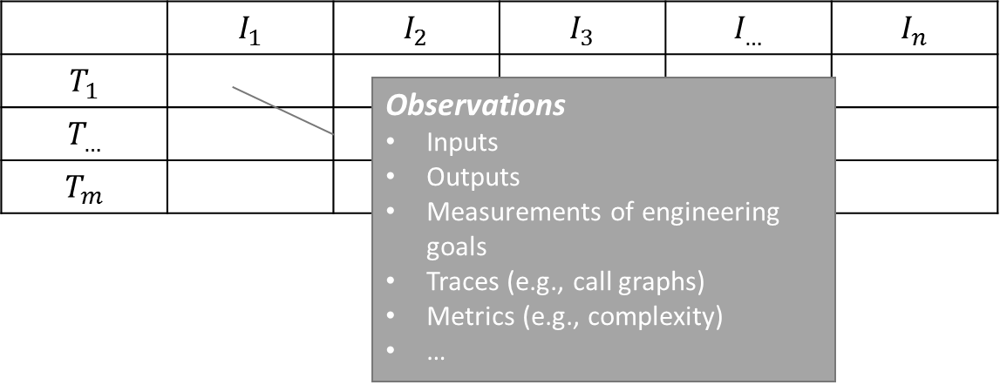 I₁ I₂ I₃ I... Iₙ
T₁
T...
Tₘ
Observations
• Inputs
• Outputs
• Measurements of engineering
goals
• Traces (e.g., call graphs)
• Metrics (e.g., complexity)
• ...